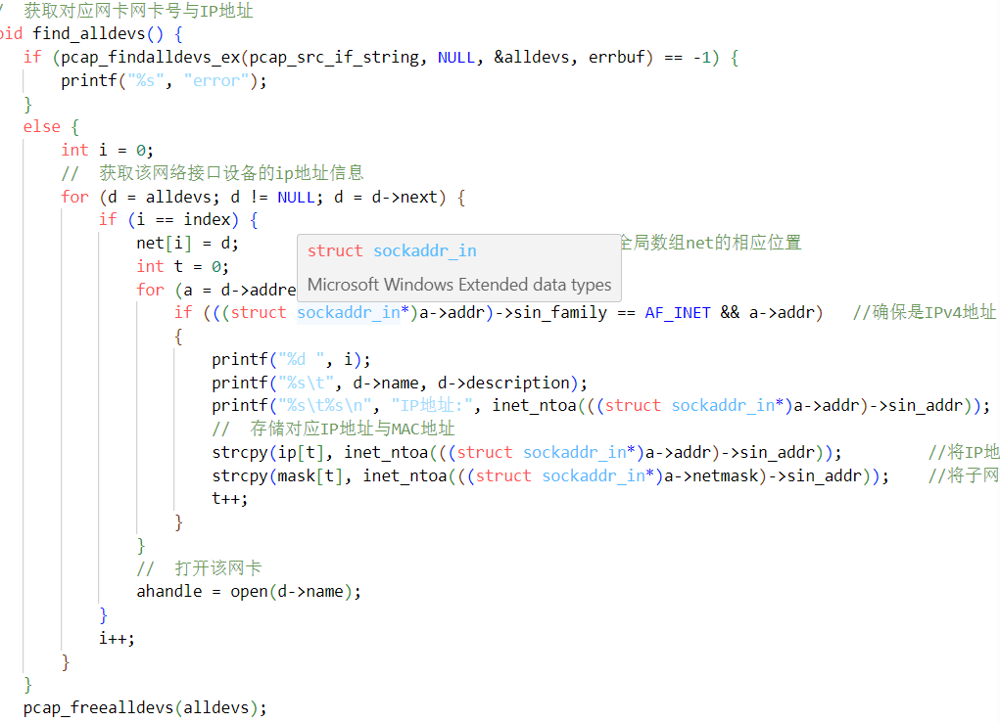 /  获取对应网卡网卡号与IP地址
oid find_alldevs() {
if (pcap_findalldevs_ex(pcap_src_if_string, NULL, &alldevs, errbuf) == -1) {
printf("%s", "error");
}
else {
int i = 0;
//  获取该网络接口设备的ip地址信息
for (d = alldevs; d != NULL; d = d->next) {
if (i == index) {
net[i] = d; 全局数组net的相应位置
struct sockaddr_in
int t = 0;
Microsoft Windows Extended data types
for (a = d->addre
if (((struct sockaddr_in*)a->addr)->sin_family == AF_INET && a->addr)   //确保是IPv4地址
{
printf("%d ", i);
printf("%s\t", d->name, d->description);
printf("%s\t%s\n", "IP地址:", inet_ntoa(((struct sockaddr_in*)a->addr)->sin_addr));
//  存储对应IP地址与MAC地址
strcpy(ip[t], inet_ntoa(((struct sockaddr_in*)a->addr)->sin_addr));         //将IP地
strcpy(mask[t], inet_ntoa(((struct sockaddr_in*)a->netmask)->sin_addr));    //将子网
t++;
}
}
//  打开该网卡
ahandle = open(d->name);
}
i++;
}
}
pcap_freealldevs(alldevs);